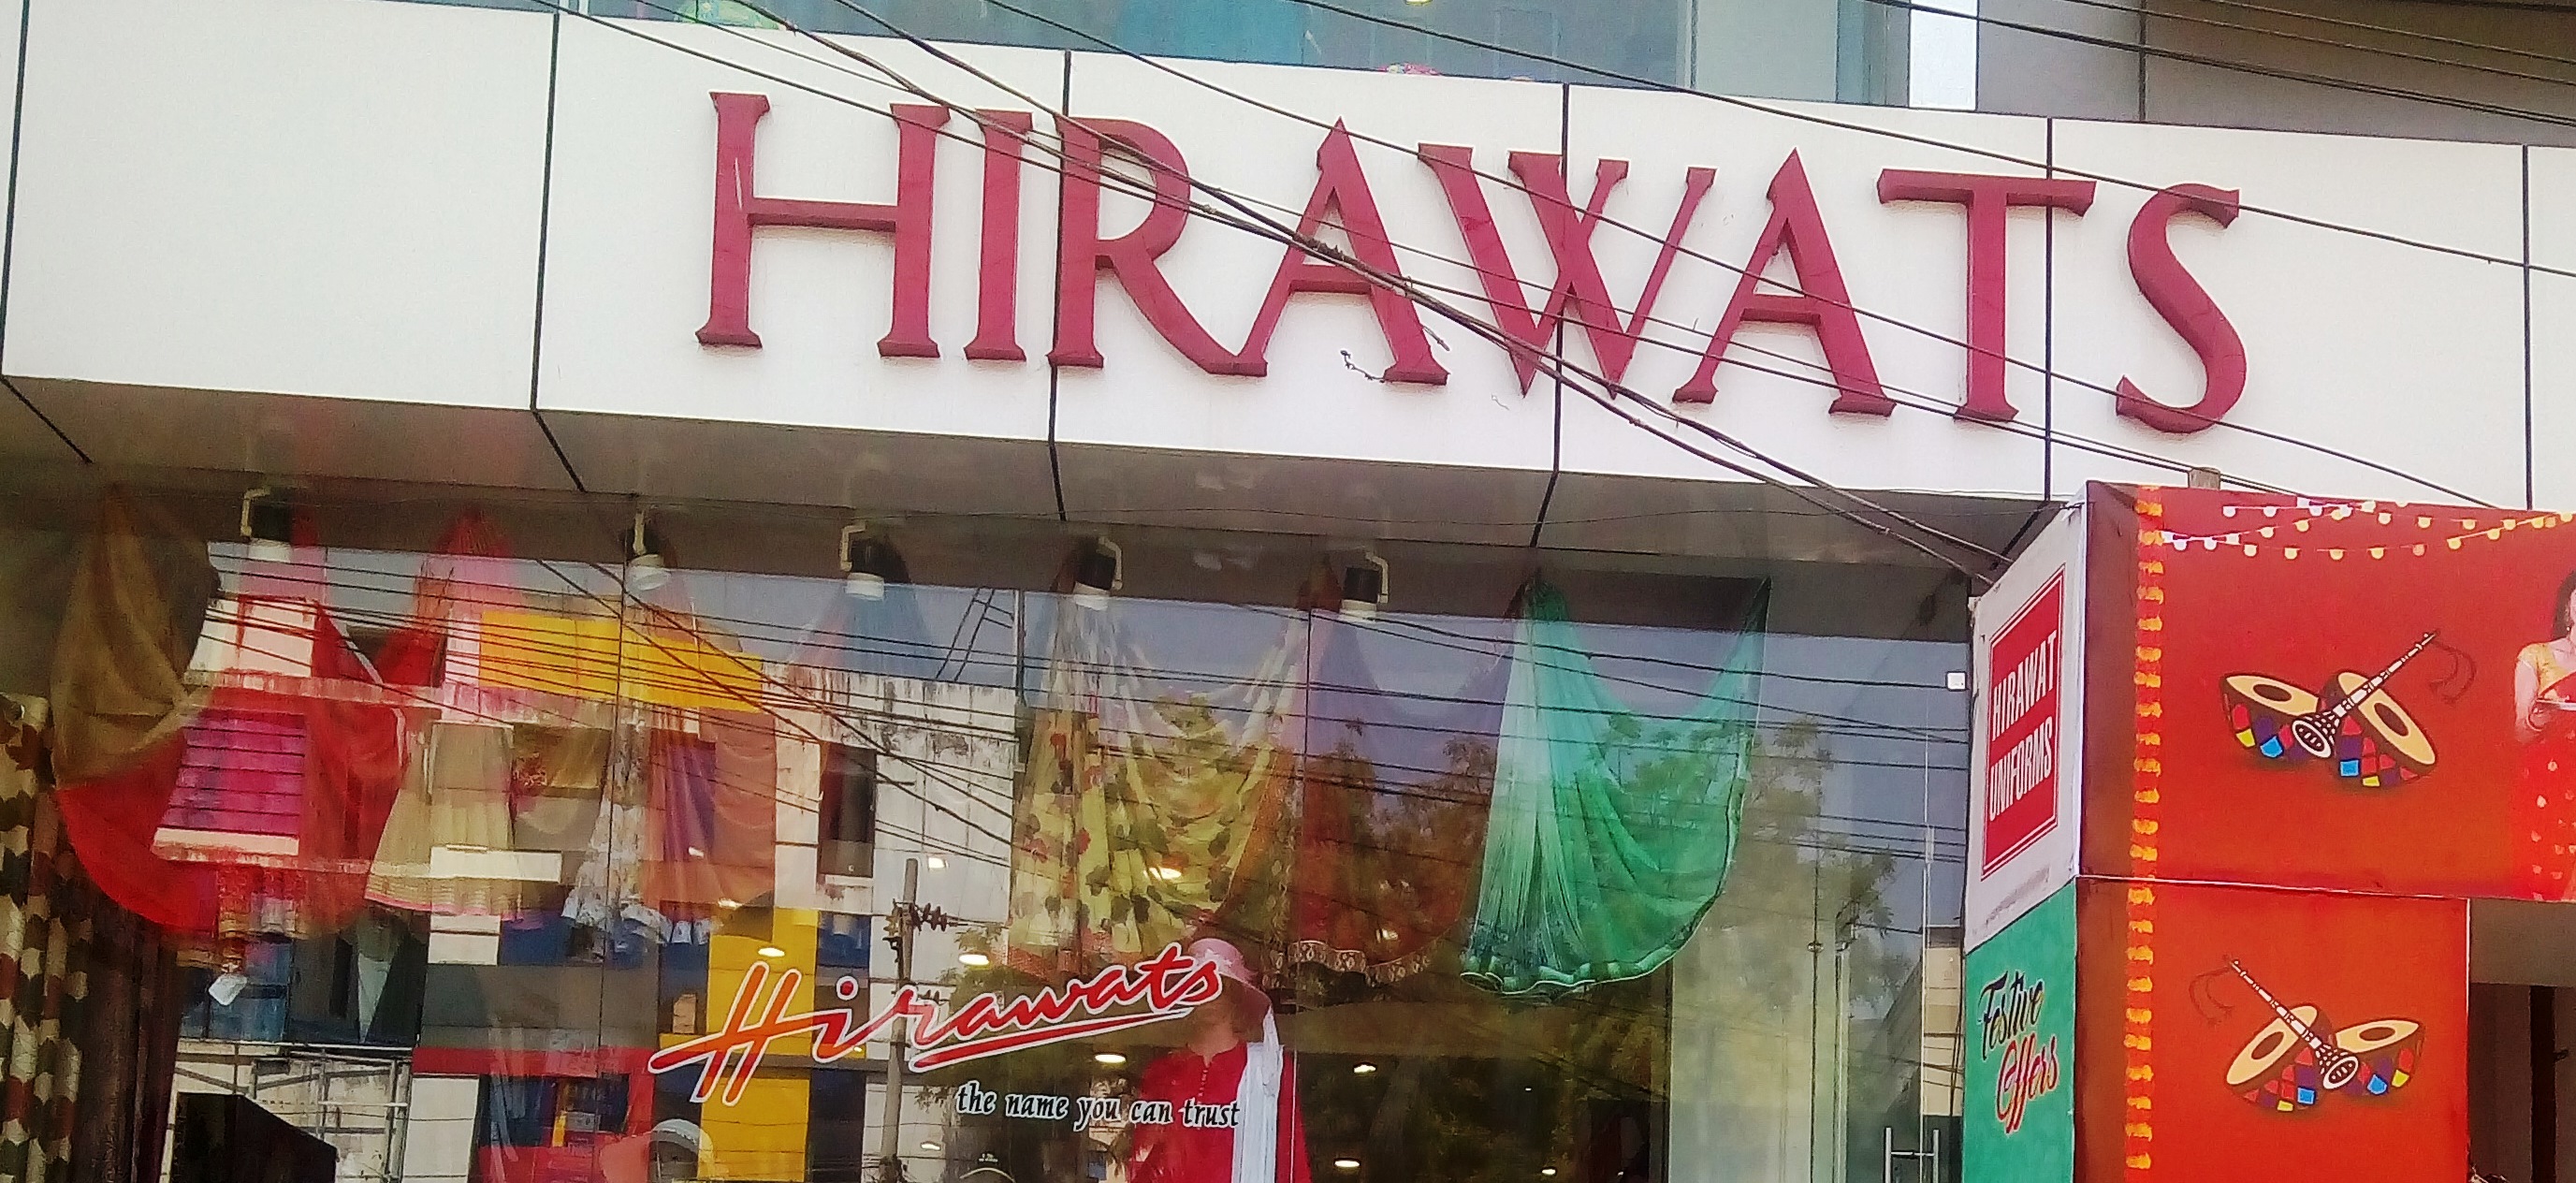 HIRAWATS
HIRAWAT
UNIFORMS
Hirawats
the name you can trust
Festive
Offers